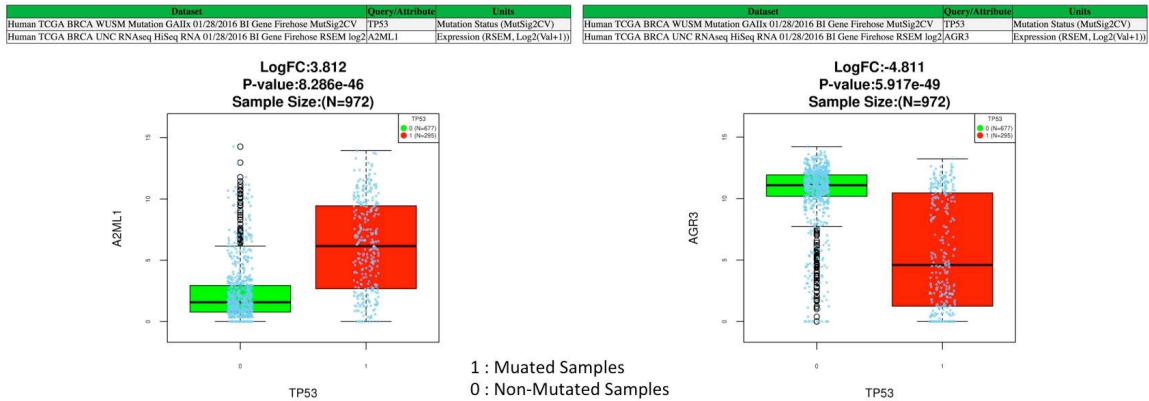 Dataset Query/Attribute Units
Human TCGA BRCA WUSM Mutation GAIIx 01/28/2016 BI Gene Firehose MutSig2CV TP53 Mutation Status (MutSig2CV)
Human TCGA BRCA UNC RNAseq HiSeq RNA 01/28/2016 BI Gene Firehose RSEM log2 A2ML1 Expression (RSEM, Log2(Val+1))
LogFC:3.812
P-value:8.286e-46
Sample Size:(N=972)
TP53
0 (N=677)
1 (N=295)
15
10
5
0
A2ML1
0 1
TP53
Dataset Query/Attribute Units
Human TCGA BRCA WUSM Mutation GAIIx 01/28/2016 BI Gene Firehose MutSig2CV TP53 Mutation Status (MutSig2CV)
Human TCGA BRCA UNC RNAseq HiSeq RNA 01/28/2016 BI Gene Firehose RSEM log2 AGR3 Expression (RSEM, Log2(Val+1))
LogFC:-4.811
P-value:5.917e-49
Sample Size:(N=972)
TP53
0 (N=677)
1 (N=295)
15
10
5
0
AGR3
0 1
TP53
1 : Muated Samples
0 : Non-Mutated Samples